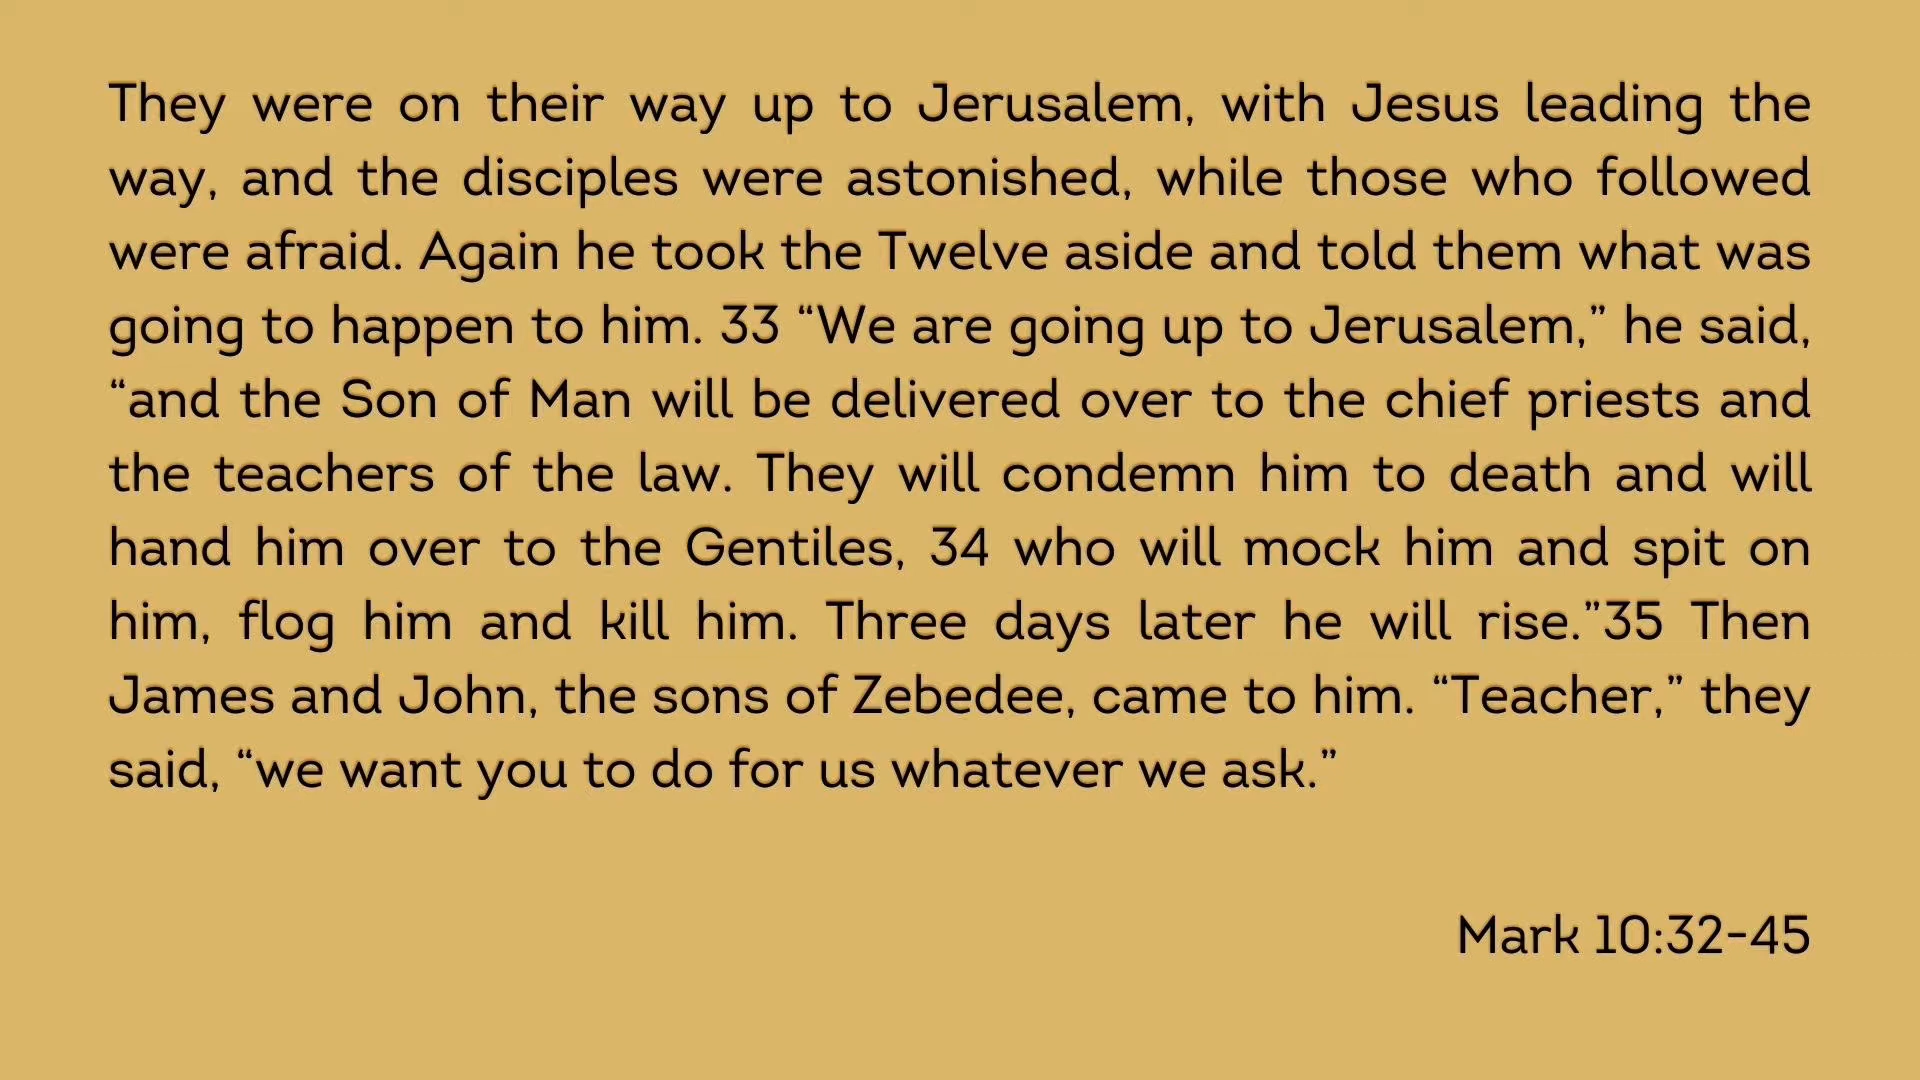 They were on their way up to Jerusalem, with Jesus leading the
way, and the disciples were astonished, while those who followed
were afraid. Again he took the Twelve aside and told them what was
going to happen to him. 33 “We are going up to Jerusalem,” he said,
“and the Son of Man will be delivered over to the chief priests and
the teachers of the law. They will condemn him to death and will
hand him over to the Gentiles, 34 who will mock him and spit on
him, flog him and kill him. Three days later he will rise.”35 Then
James and John, the sons of Zebedee, came to him. “Teacher,” they
said, “we want you to do for us whatever we ask.”
Mark 10:32-45